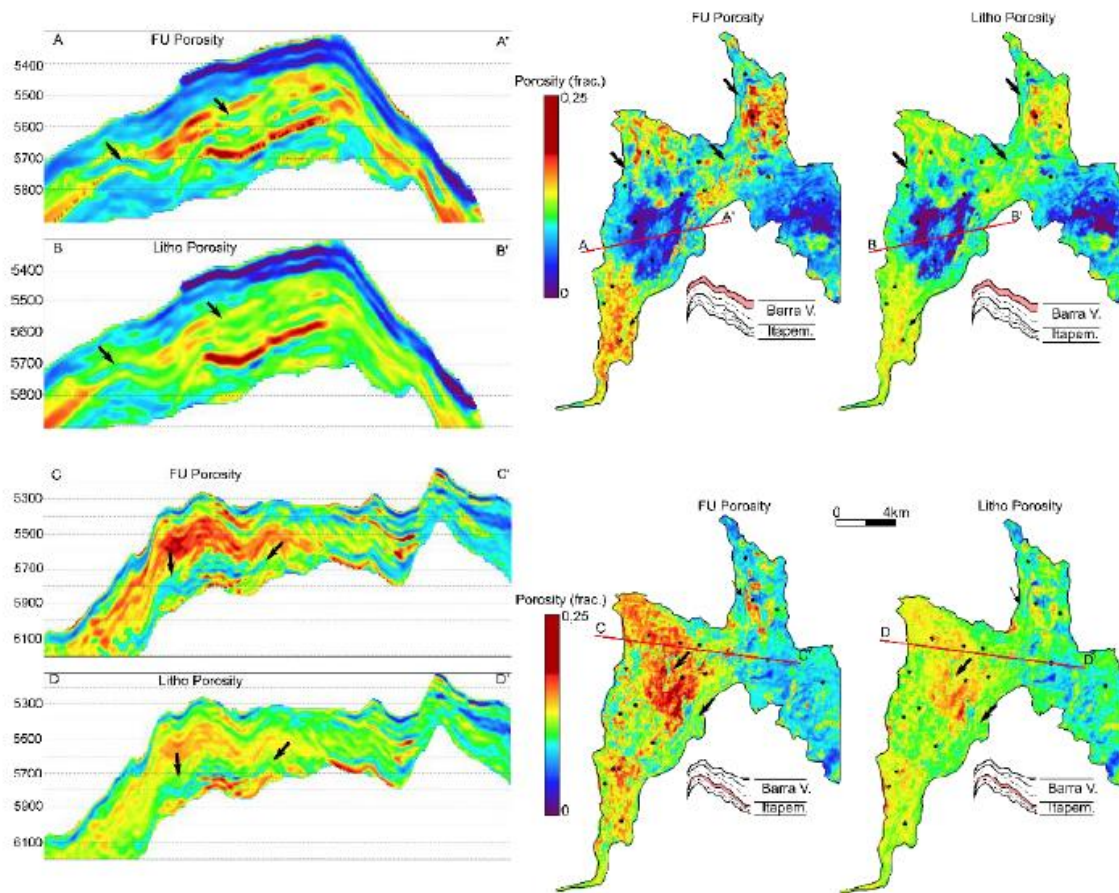 A FU Porosity A'
5400
5500
5600
5700
5800
B Litho Porosity B'
5400
5500
5600
5700
5900
FU Porosity
Litho Porosity
Porosity (frac.)
0,25
0
A A'
B B'
Barra V.
Itapem.
Barra V.
Itapem.
C FU Porosity C'
5300
5500
5700
5900
6100
D Litho Porosity D'
5300
5500
5700
5900
6100
FU Porosity
0 4km
Litho Porosity
Porosity (frac.)
0,25
0
C C'
D D'
Barra V.
Itapem.
Barra V.
Itapem.